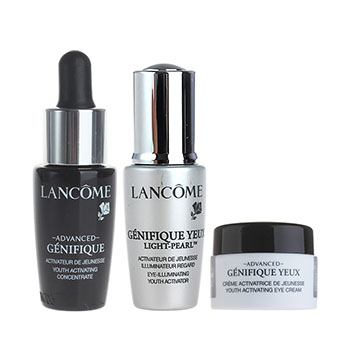 LANCÔME
–ADVANCED–
GÉNIFIQUE
ACTIVATEUR DE JEUNESSE
YOUTH ACTIVATING
CONCENTRATE
LANCÔME
GÉNIFIQUE YEUX
LIGHT-PEARL™
ACTIVATEUR DE JEUNESSE
ILLUMINATEUR REGARD
EYE-ILLUMINATING
YOUTH ACTIVATOR
–ADVANCED–
GÉNIFIQUE YEUX
CRÈME ACTIVATRICE DE JEUNESSE
YOUTH ACTIVATING EYE CREAM